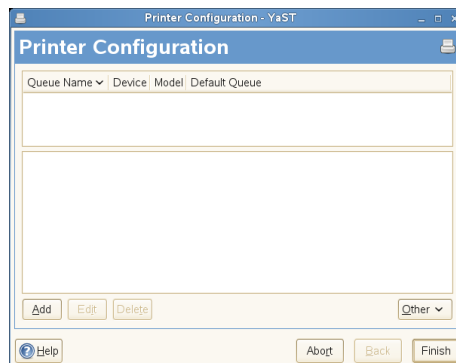 Printer Configuration - YaST
Printer Configuration
Queue Name Device Model Default Queue
Add Edit Delete Other
Help Abort Back Finish